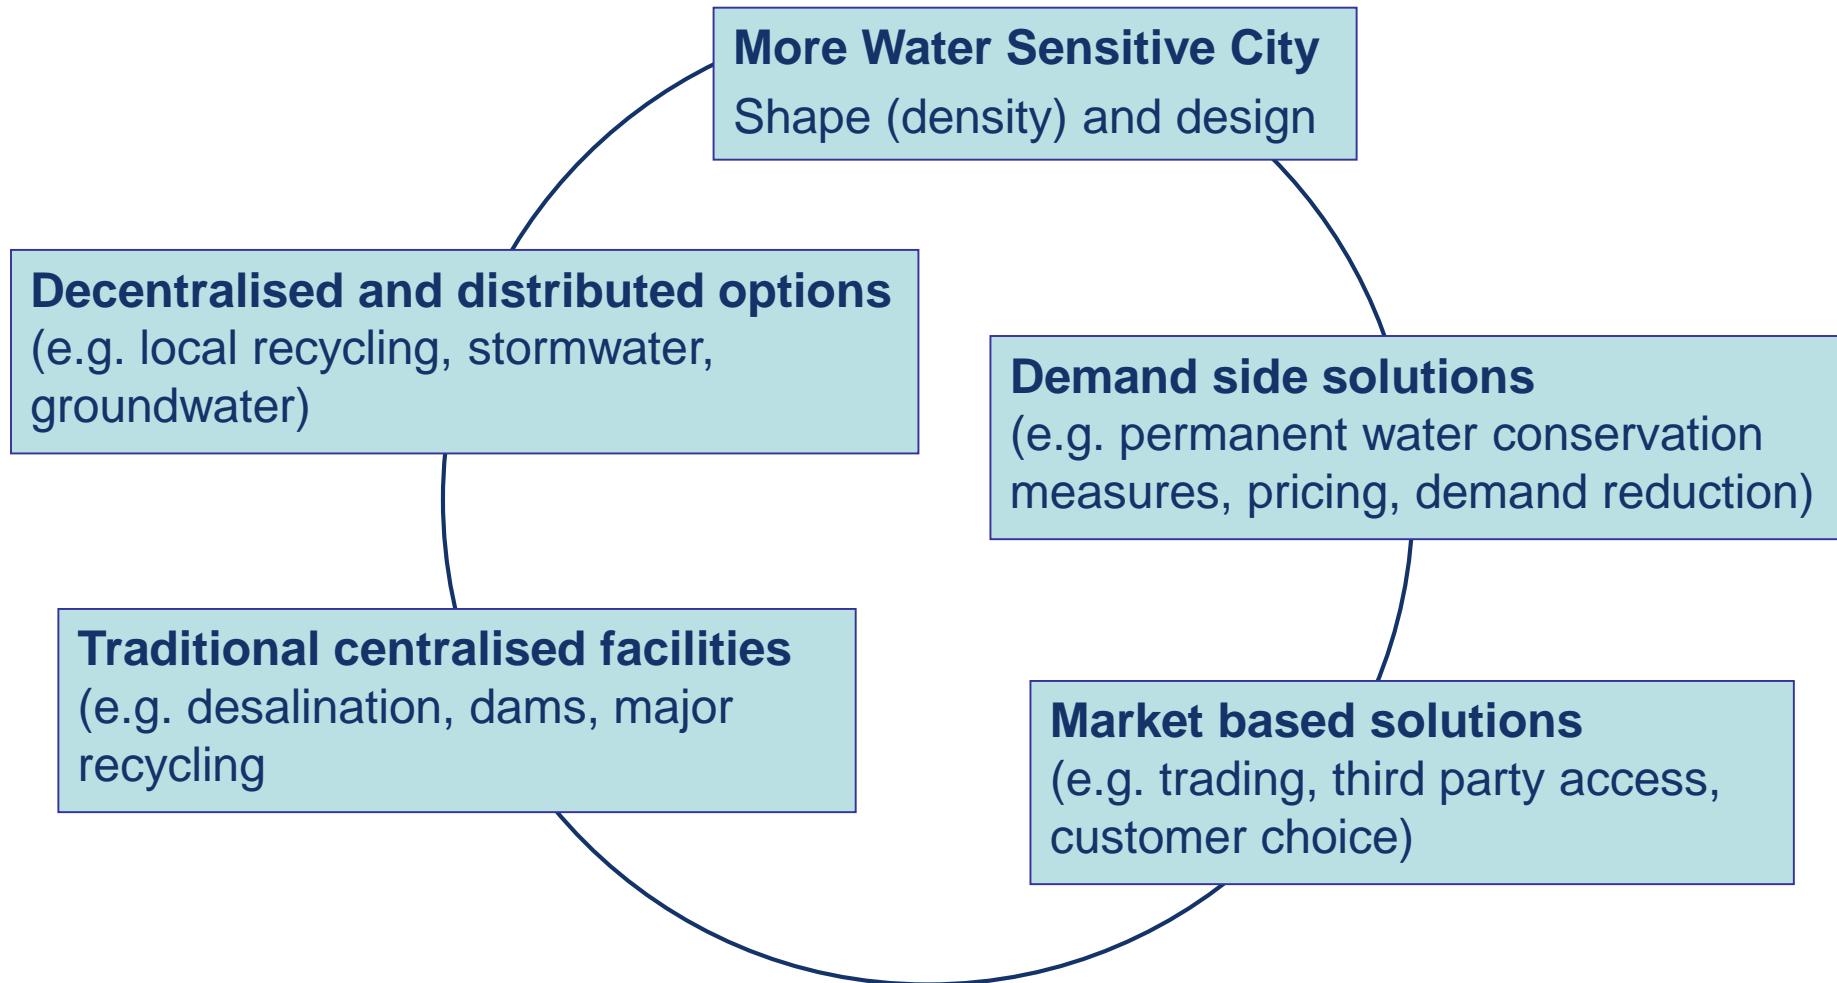 More Water Sensitive City
Shape (density) and design
Decentralised and distributed options
(e.g. local recycling, stormwater,
groundwater)
Demand side solutions
(e.g. permanent water conservation
measures, pricing, demand reduction)
Traditional centralised facilities
(e.g. desalination, dams, major
recycling
Market based solutions
(e.g. trading, third party access,
customer choice)